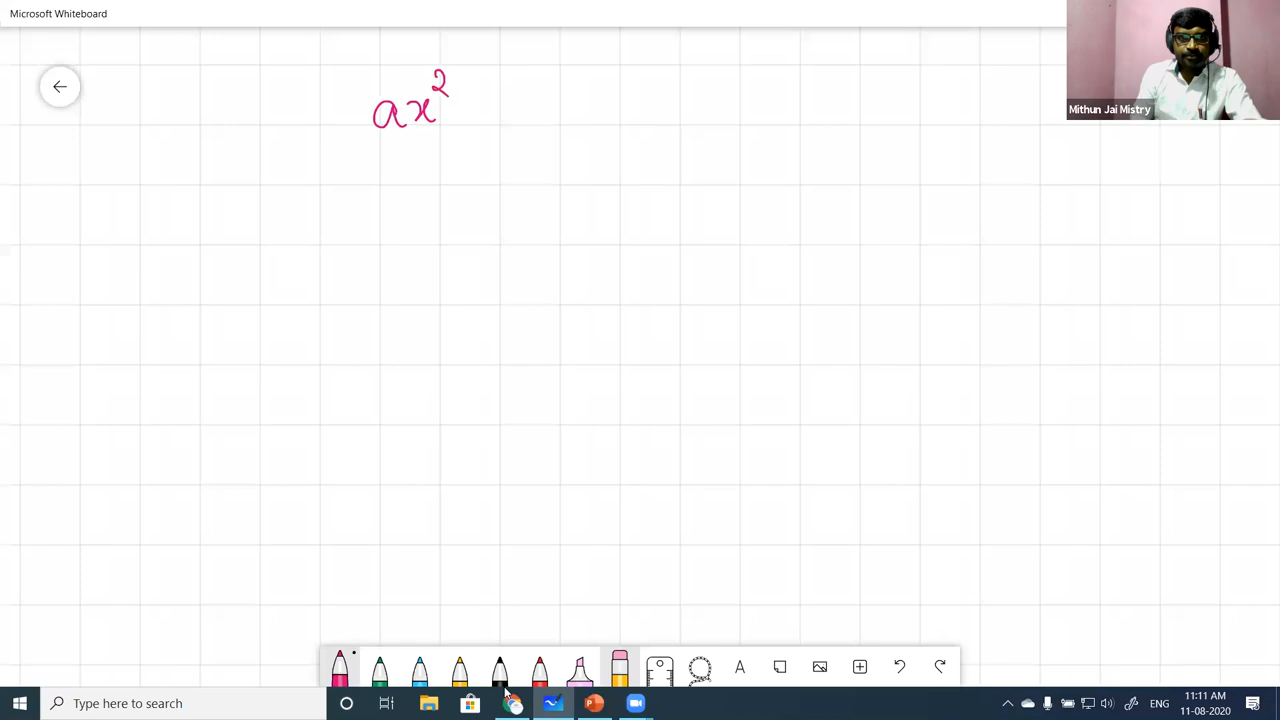 Microsoft Whiteboard
ax²
Mithun Jai Mistry
A
Type here to search
ENG
11:11 AM
11-08-2020